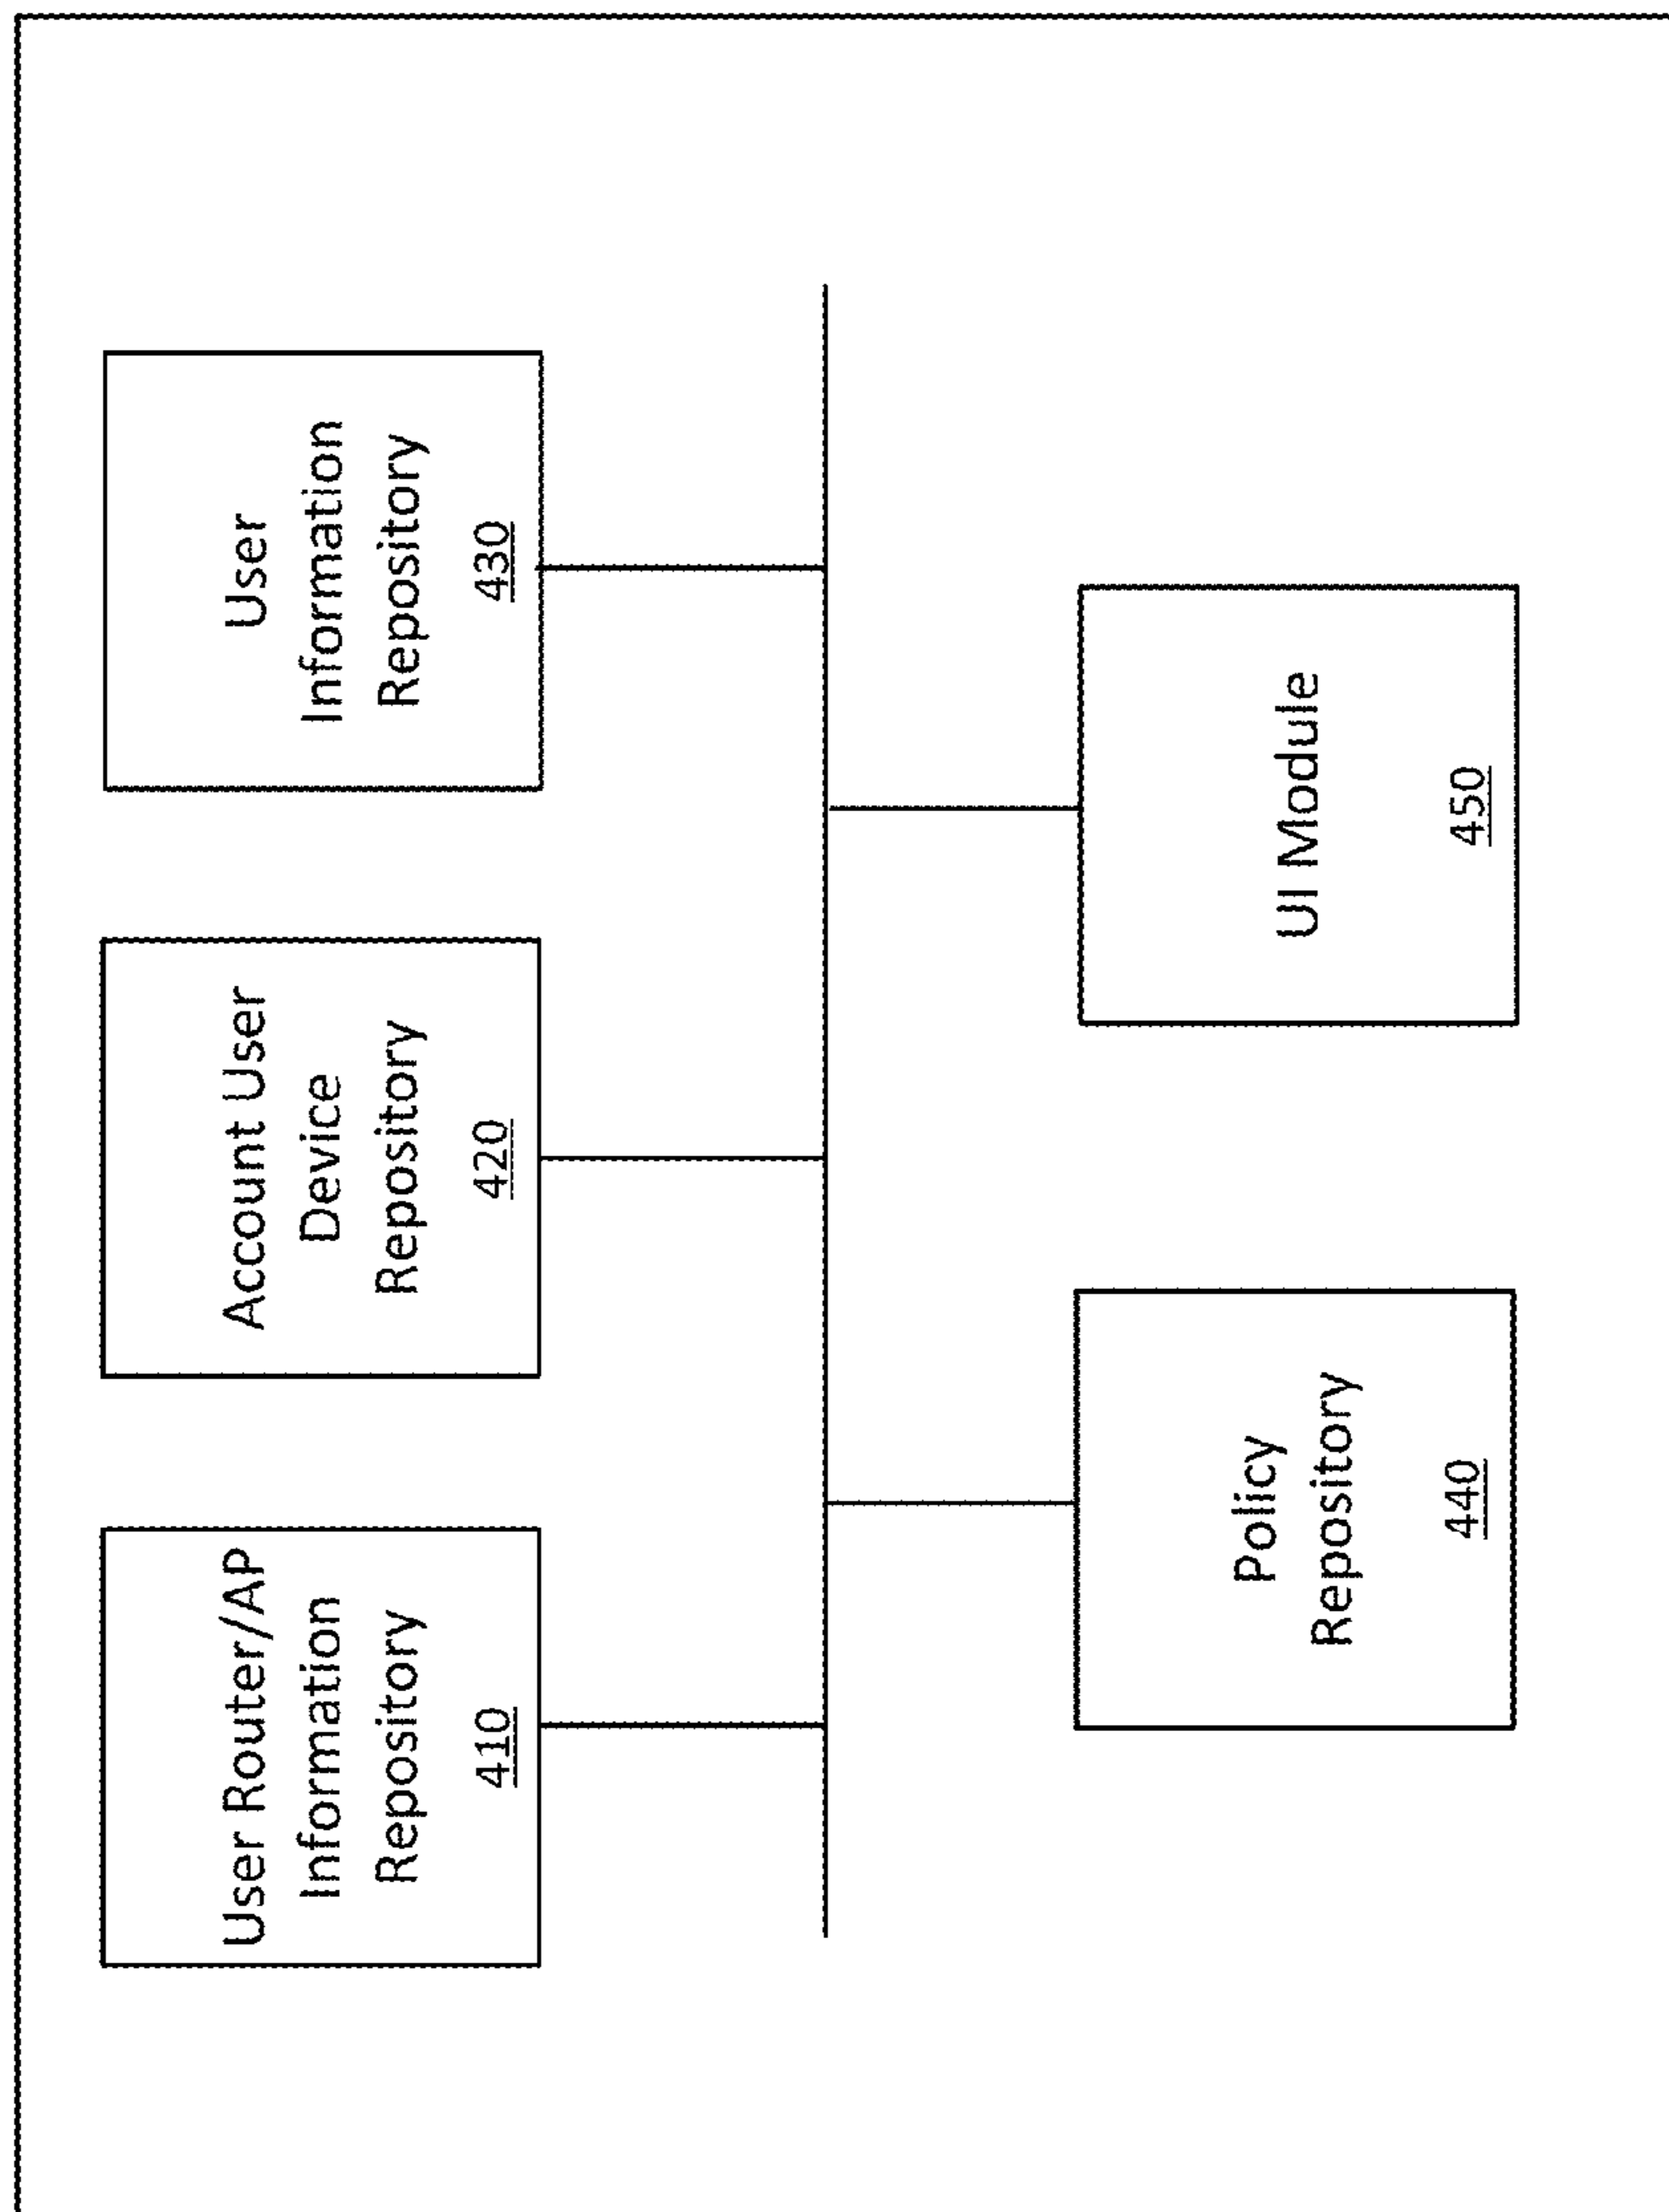 User Router/AP
Information
Repository
410
Account User
Device
Repository
420
User
Information
Repository
430
Policy
Repository
440
UI Module
450